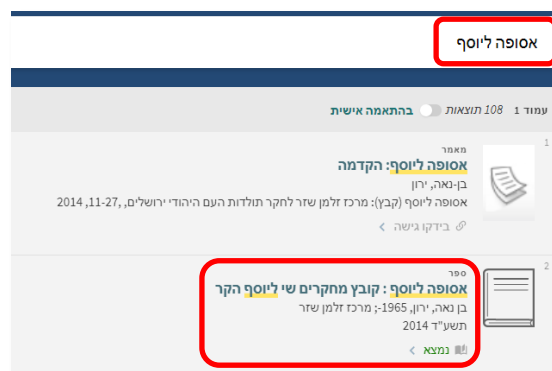 אסופה ליוסף
עמוד 1 108 תוצאות בהתאמה אישית
1
מאמר
אסופה ליוסף: הקדמה
בן-נאה, ירון
אסופה ליוסף (קבץ): מרכז זלמן שזר לחקר תולדות העם היהודי ירושלים, ,11-27, 2014
בידקו גישה
2
ספר
אסופה ליוסף : קובץ מחקרים שי ליוסף הקר
בן נאה, ירון, 1965-; מרכז זלמן שזר
תשע"ד 2014
נמצא